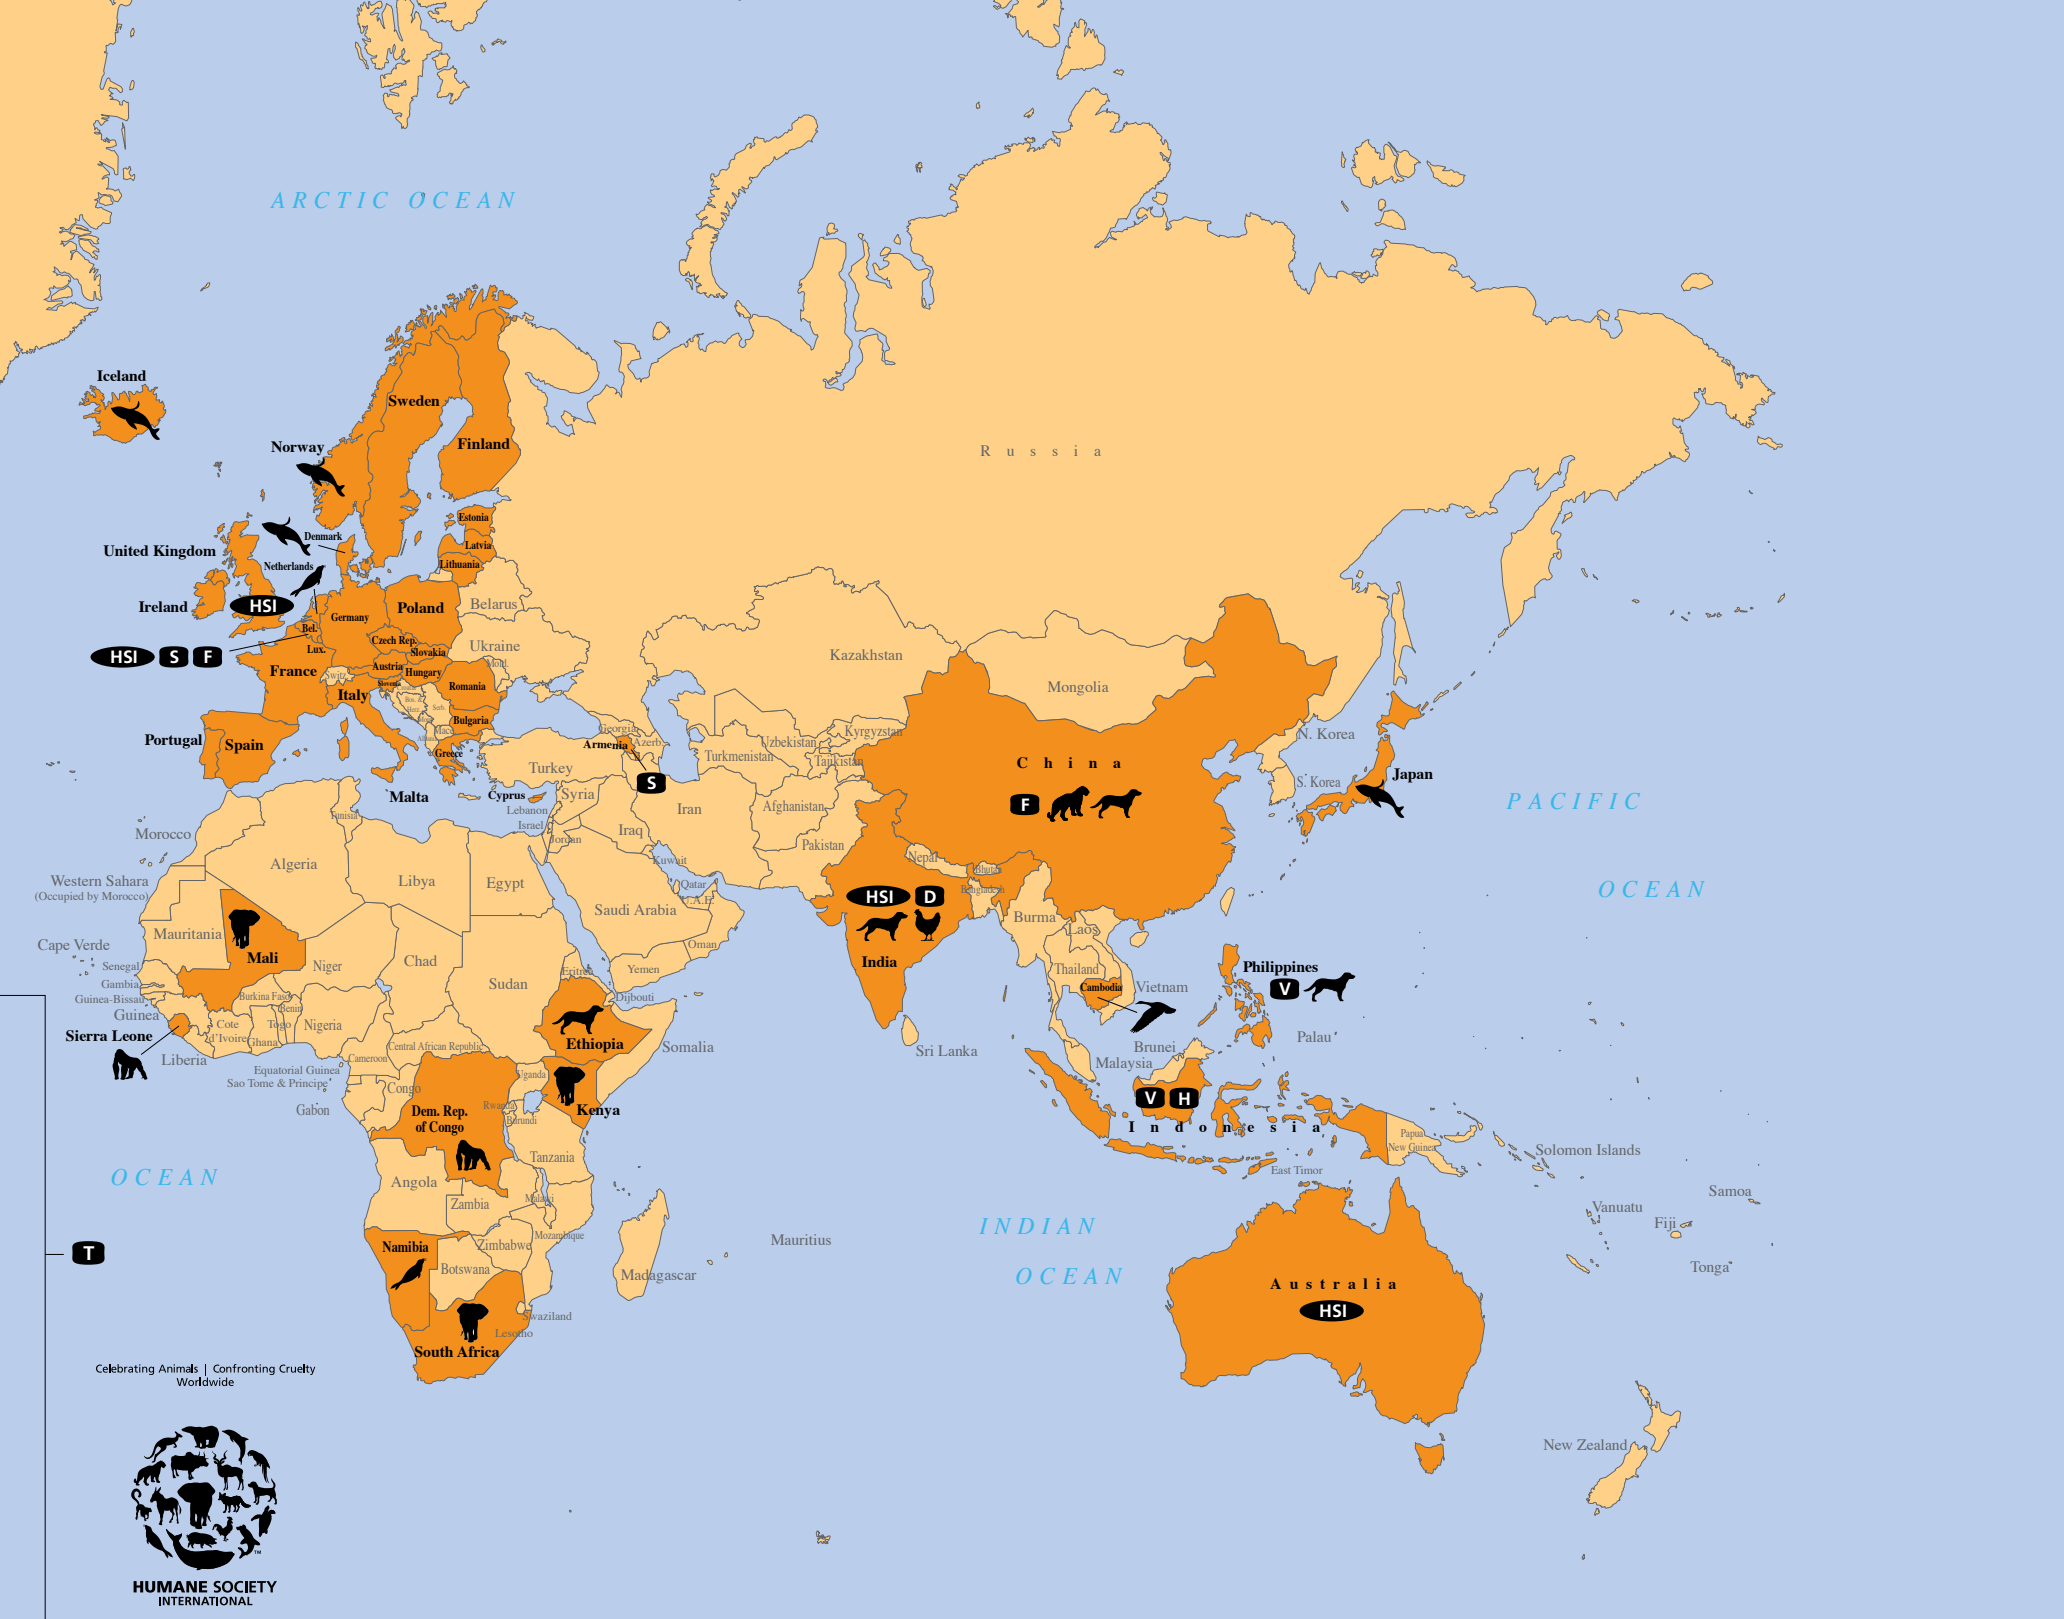 ARCTIC OCEAN
Iceland
Sweden
Finland
Norway
Russia
Estonia
Denmark
United Kingdom
Latvia
Lithuania
Netherlands
Ireland
HSI
Poland
Belarus
Germany
Bel.
Czech Rep.
Ukraine
HSI S F
Lux.
Slovakia
Kazakhstan
France
Switz.
Austria
Hungary
Mold.
Slovenia
Romania
Mongolia
Italy
Serb.
Bulgaria
Portugal
Spain
Georgia
Kyrgyzstan
N. Korea
Armenia
Azerb.
Uzbekistan
Greece
Turkmenistan
Tajikistan
China
Turkey
S
Japan
S. Korea
Malta
Cyprus
Syria
Iran
Afghanistan
F
PACIFIC
Lebanon
Tunisia
Israel
Morocco
Iraq
Jordan
Pakistan
Algeria
Kuwait
Nepal
Bhutan
Western Sahara
(Occupied by Morocco)
Libya
Egypt
Qatar
U.A.E.
Bangladesh
OCEAN
HSI D
Saudi Arabia
Burma
Mauritania
Laos
Cape Verde
Oman
Mali
India
Senegal
Niger
Chad
Eritrea
Yemen
Thailand
Philippines
Gambia
Sudan
Cambodia
Vietnam
V
Guinea-Bissau
Burkina Faso
Djibouti
Benin
Guinea
Cote
d'Ivoire
Togo
Nigeria
Sierra Leone
Ghana
Ethiopia
Somalia
Palau
Liberia
Central African Republic
Sri Lanka
Brunei
Cameroon
Malaysia
Equatorial Guinea
Uganda
Sao Tome & Principe
Congo
V H
Gabon
Rwanda
Kenya
Dem. Rep.
of Congo
Burundi
Indonesia
Papua
New Guinea
Tanzania
Solomon Islands
OCEAN
East Timor
Angola
Samoa
Zambia
Malawi
Vanuatu
INDIAN
Fiji
Mozambique
Mauritius
T
Namibia
Zimbabwe
Botswana
Tonga
Madagascar
OCEAN
Australia
HSI
Swaziland
Lesotho
South Africa
Celebrating Animals | Confronting Cruelty
Worldwide
New Zealand
HUMANE SOCIETY
INTERNATIONAL